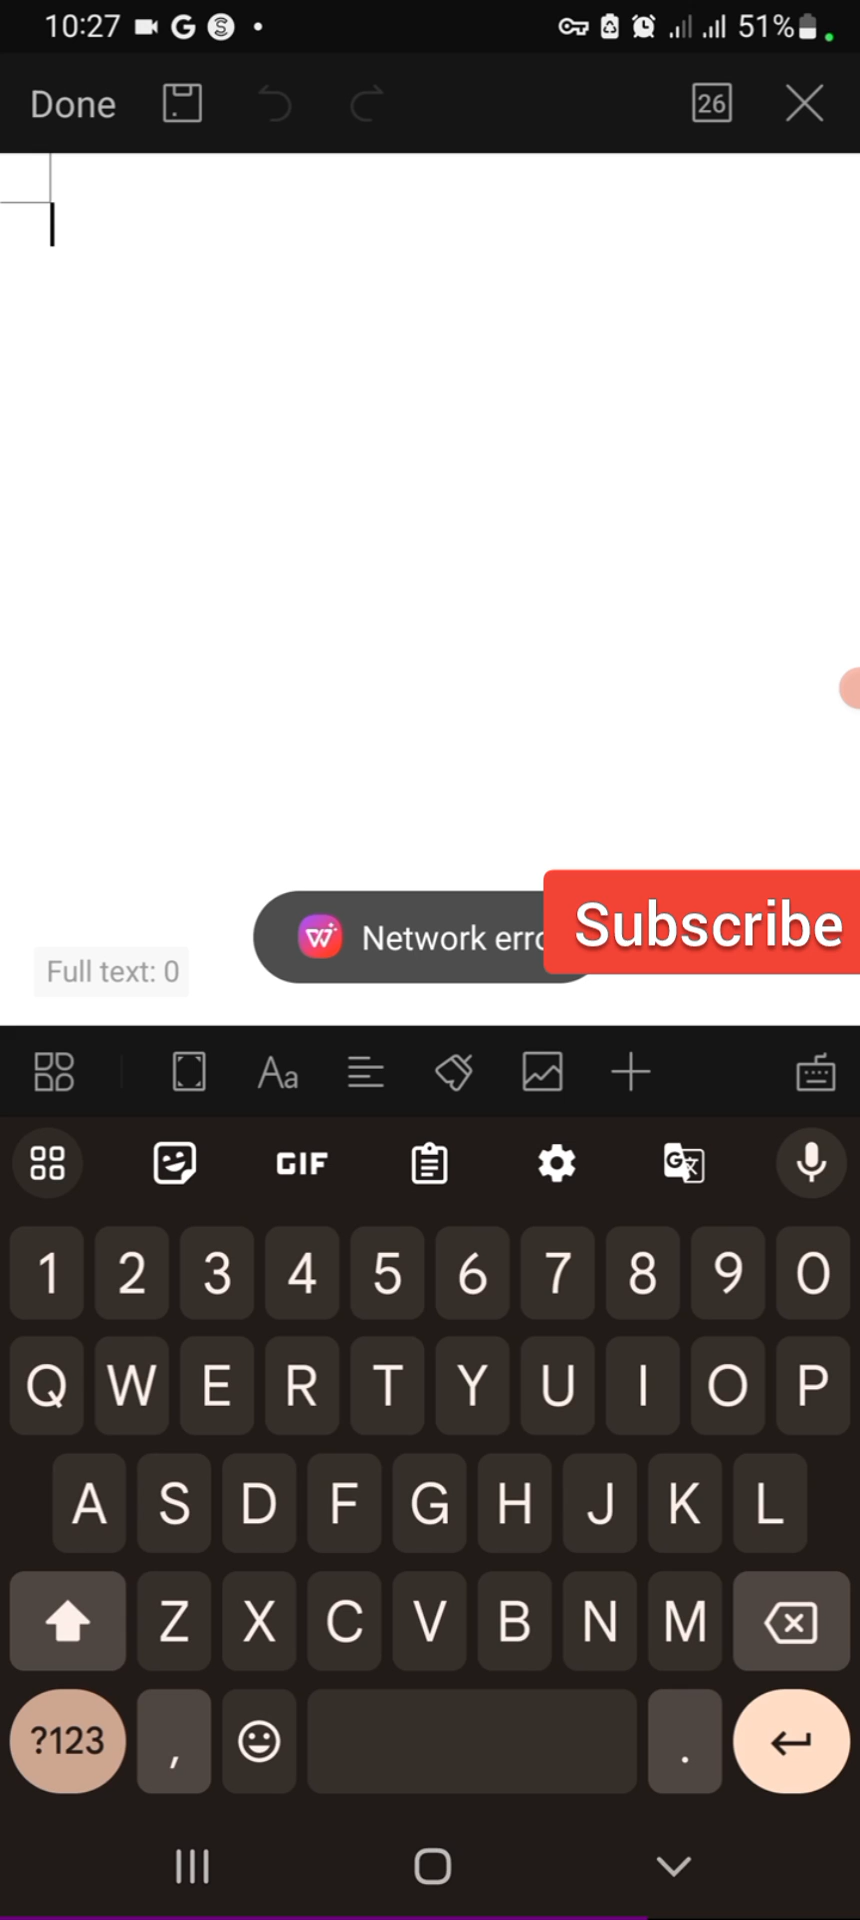 10:27 G S 51%
Done 26
Network erro
Subscribe
Full text: 0
Aa
GIF G
1 2 3 4 5 6 7 8 9 0
Q W E R T Y U I O P
A S D F G H J K L
Z X C V B N M
?123 , .